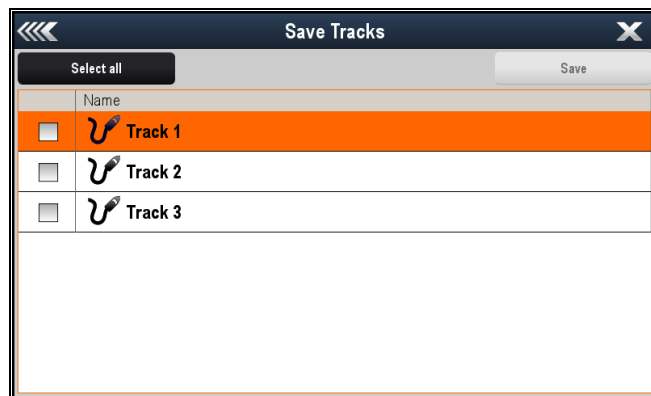 Save Tracks
Select all
Save
Name
Track 1
Track 2
Track 3